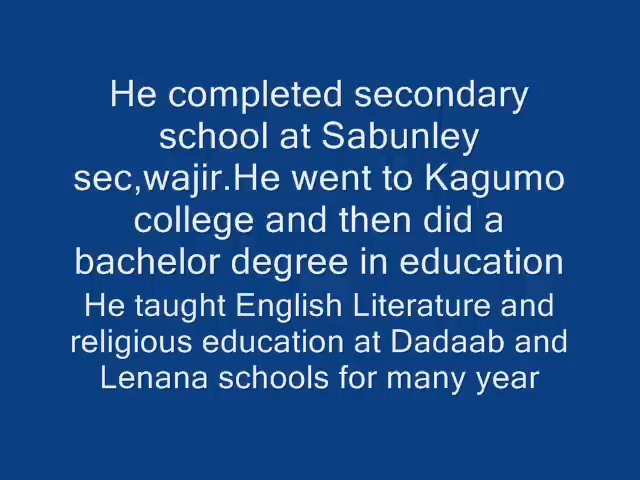 He completed secondary
school at Sabunley
sec,wajir.He went to Kagumo
college and then did a
bachelor degree in education
He taught English Literature and
religious education at Dadaab and
Lenana schools for many year